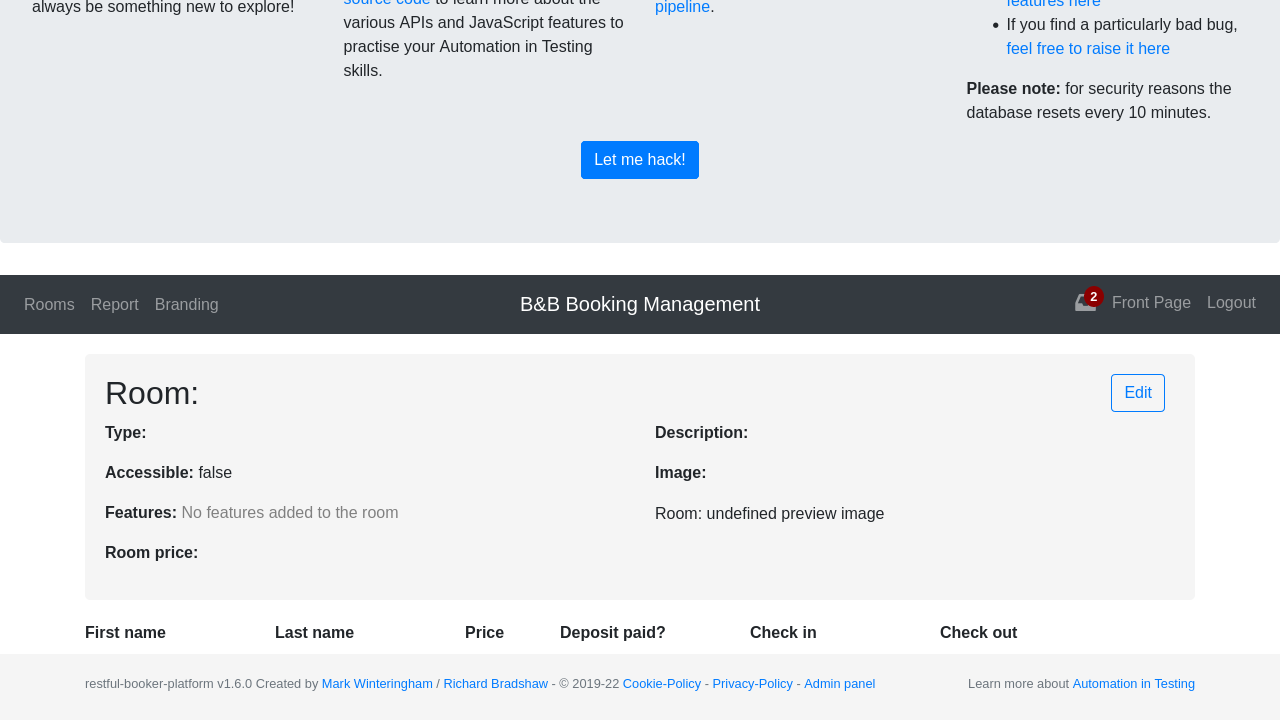 always be something new to explore!
source code to learn more about the
various APIs and JavaScript features to
practise your Automation in Testing
skills.
pipeline.
features here
If you find a particularly bad bug,
feel free to raise it here
Please note: for security reasons the
database resets every 10 minutes.
Let me hack!
Rooms Report Branding
B&B Booking Management
2 Front Page Logout
Room:
Edit
Type:
Accessible: false
Features: No features added to the room
Room price:
Description:
Image:
Room: undefined preview image
First name Last name Price Deposit paid? Check in Check out
restful-booker-platform v1.6.0 Created by Mark Winteringham / Richard Bradshaw - © 2019-22 Cookie-Policy - Privacy-Policy - Admin panel
Learn more about Automation in Testing